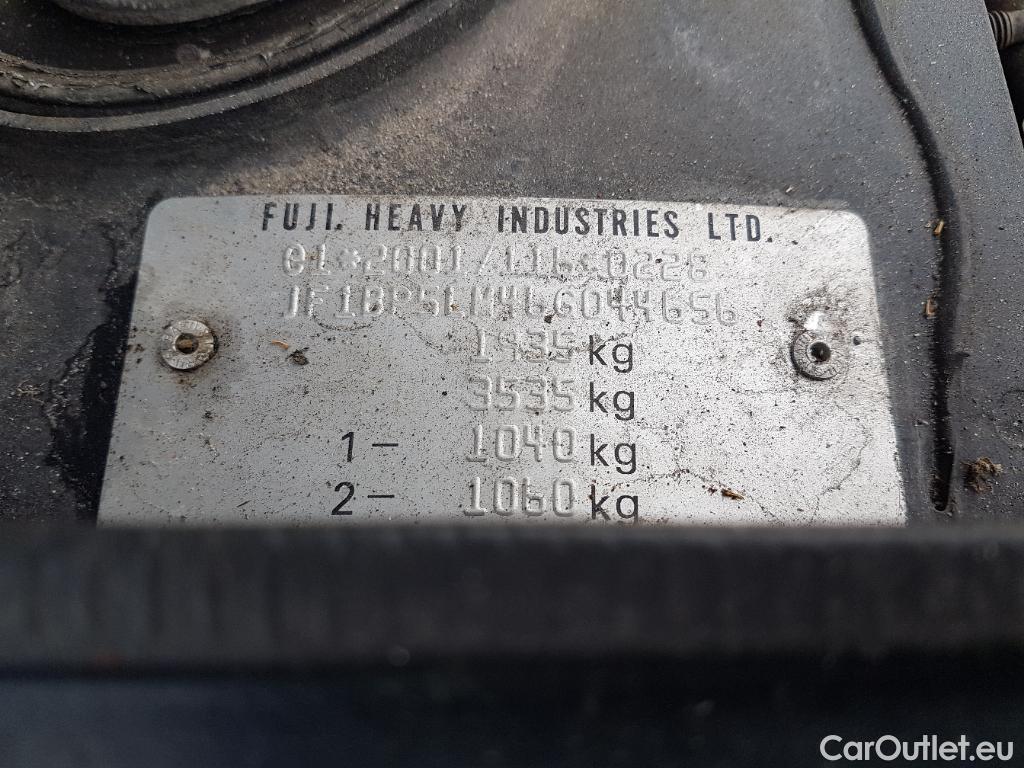 FUJI. HEAVY INDUSTRIES LTD.
e1*2001/116*0228
JF1BP5LM46G044656
1935 kg
3535 kg
1- 1040 kg
2- 1060 kg
CarOutlet.eu